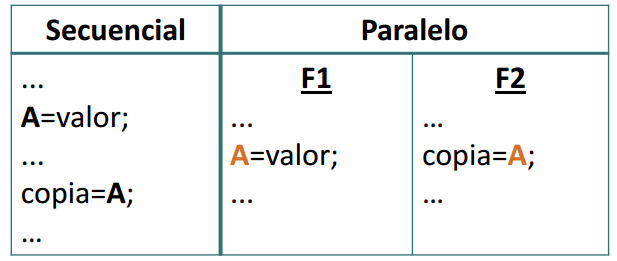 Secuencial
Paralelo
...
A=valor;
...
copia=A;
...
F1
...
A=valor;
...
F2
...
copia=A;
...